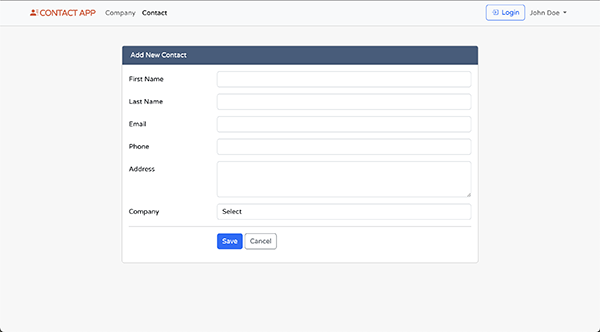 CONTACT APP Company Contact Login John Doe
Add New Contact
First Name
Last Name
Email
Phone
Address
Company Select
Save Cancel